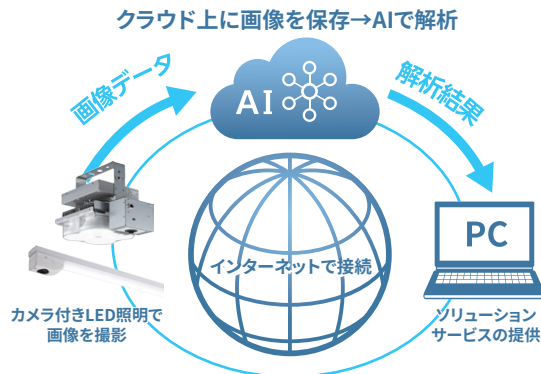 クラウド上に画像を保存→AIで解析
画像データ
解析結果
AI
PC
インターネットで接続
カメラ付きLED照明で
画像を撮影
ソリューション
サービスの提供